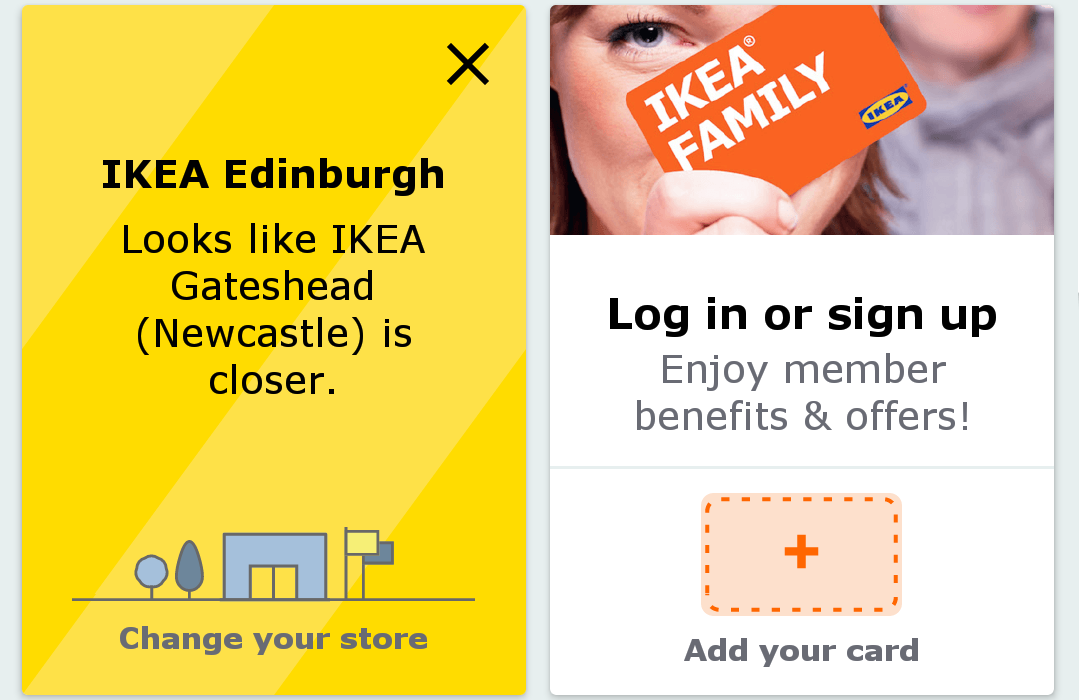 IKEA Edinburgh
Looks like IKEA
Gateshead
(Newcastle) is
closer.
Change your store
IKEA®
FAMILY
IKEA
Log in or sign up
Enjoy member
benefits & offers!
+
Add your card